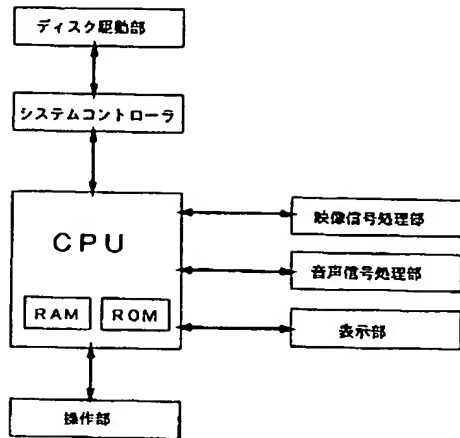 ディスク駆動部
システムコントローラ
CPU
RAM
ROM
映像信号処理部
音声信号処理部
表示部
操作部